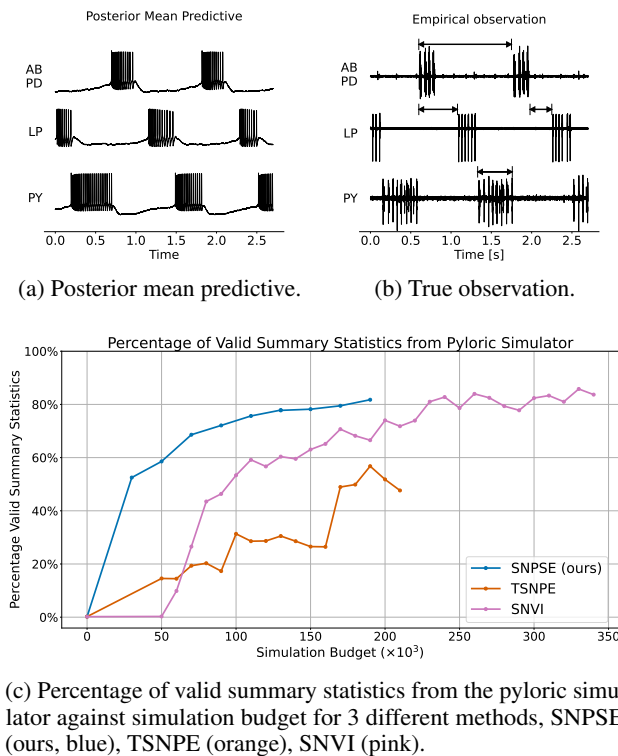 Posterior Mean Predictive
AB
PD
LP
PY
0.0 0.5 1.0 1.5 2.0 2.5
Time
(a) Posterior mean predictive.
Empirical observation
AB
PD
LP
PY
0.0 0.5 1.0 1.5 2.0 2.5
Time [s]
(b) True observation.
Percentage of Valid Summary Statistics from Pyloric Simulator
Percentage Valid Summary Statistics
100%
80%
60%
40%
20%
0%
0 50 100 150 200 250 300 350
Simulation Budget (×10³)
SNPSE (ours)
TSNPE
SNVI
(c) Percentage of valid summary statistics from the pyloric simu-
lator against simulation budget for 3 different methods, SNPSE
(ours, blue), TSNPE (orange), SNVI (pink).